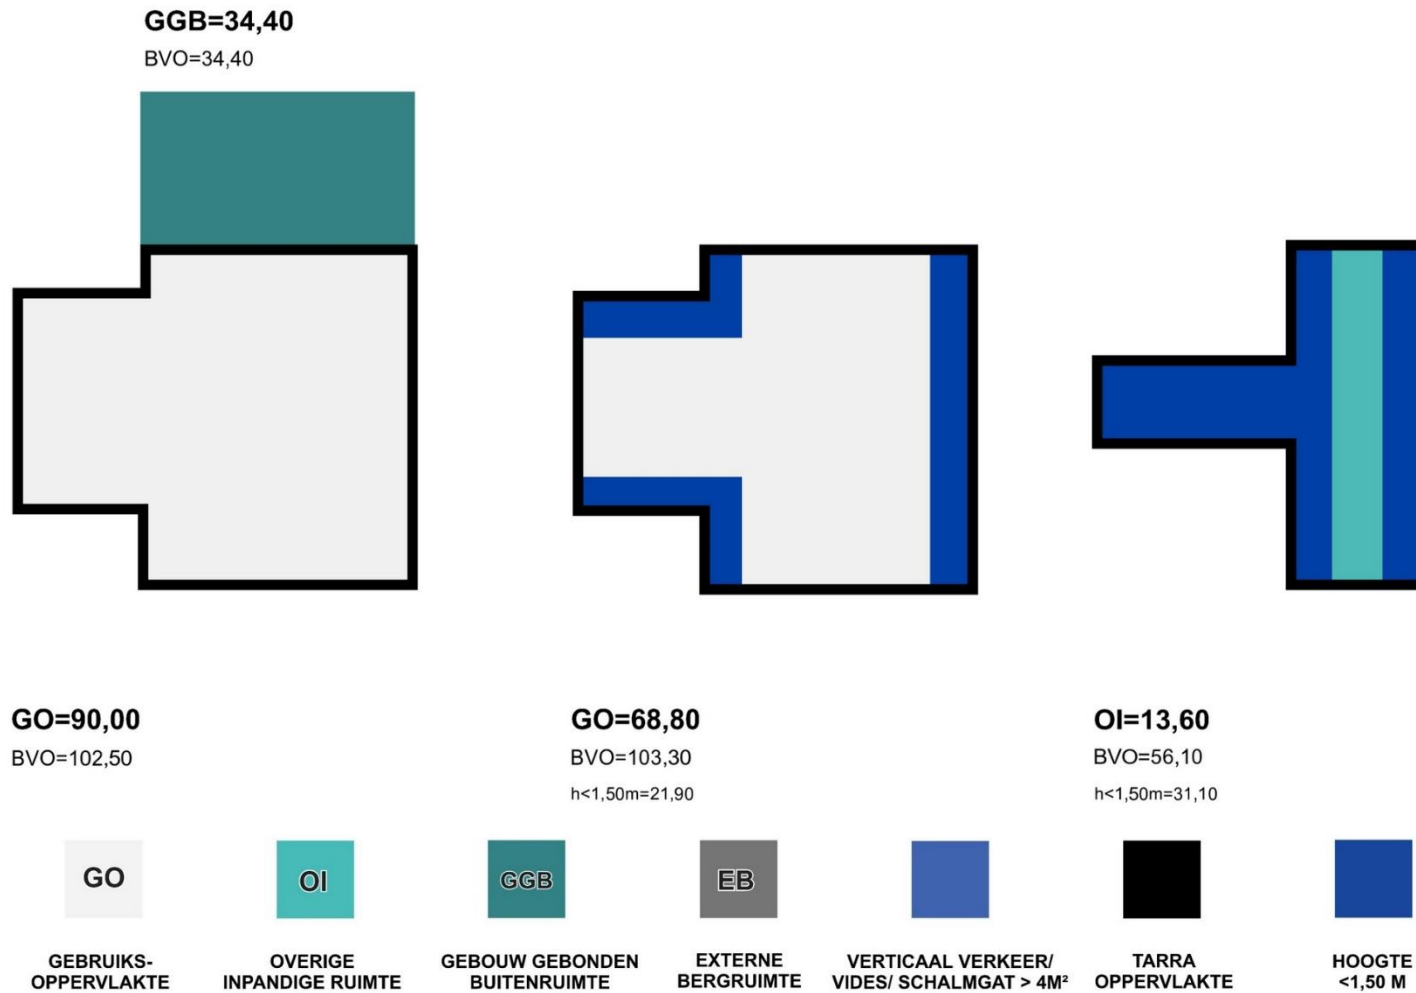 GGB=34,40
BVO=34,40
GO=90,00
BVO=102,50
GO=68,80
BVO=103,30
h<1,50m=21,90
OI=13,60
BVO=56,10
h<1,50m=31,10
GO
OI
GGB
EB
GEBRUIKS-
OPPERVLAKTE
OVERIGE
INPANDIGE RUIMTE
GEBOUW GEBONDEN
BUITENRUIMTE
EXTERNE
BERGRUIMTE
VERTICAAL VERKEER/
VIDES/ SCHALMGAT > 4M²
TARRA
OPPERVLAKTE
HOOGTE
<1,50 M